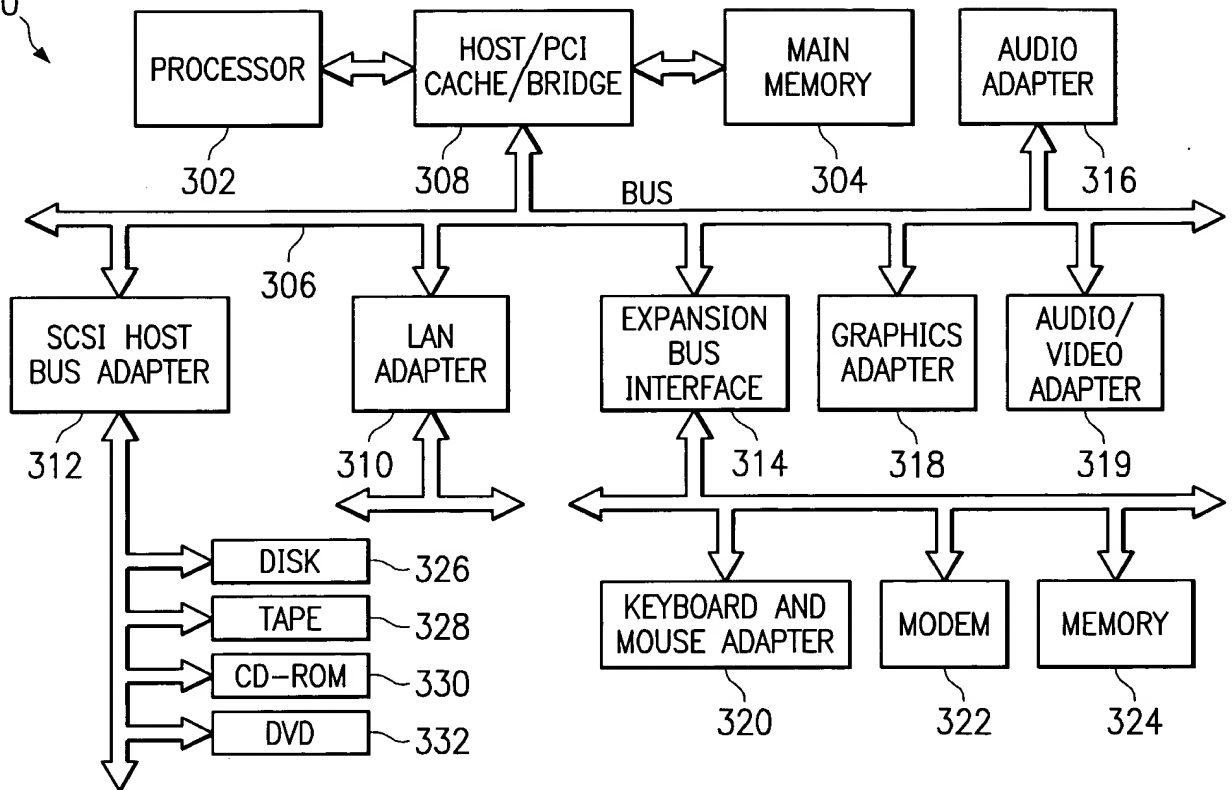 0
PROCESSOR
HOST/PCI
CACHE/BRIDGE
MAIN
MEMORY
AUDIO
ADAPTER
302
308
304
316
BUS
306
SCSI HOST
BUS ADAPTER
LAN
ADAPTER
EXPANSION
BUS
INTERFACE
GRAPHICS
ADAPTER
AUDIO/
VIDEO
ADAPTER
312
310
314
318
319
DISK
326
TAPE
328
CD-ROM
330
DVD
332
KEYBOARD AND
MOUSE ADAPTER
MODEM
MEMORY
320
322
324